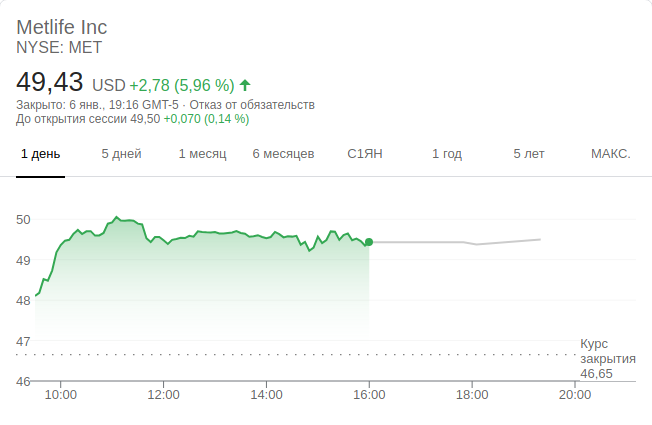 Metlife Inc
NYSE: MET
49,43 USD +2,78 (5,96 %)
Закрыто: 6 янв., 19:16 GMT-5 · Отказ от обязательств
До открытия сессии 49,50 +0,070 (0,14 %)
1 день 5 дней 1 месяц 6 месяцев С1ЯН 1 год 5 лет МАКС.
50
49
48
47
Курс
закрытия
46,65
46
10:00 12:00 14:00 16:00 18:00 20:00